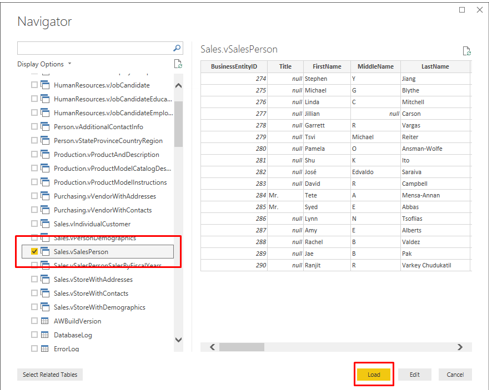 Navigator
Display Options
HumanResources.vJobCandidate
HumanResources.vJobCandidateEduca...
HumanResources.vJobCandidateEmplo...
Person.vAdditionalContactInfo
Person.vStateProvinceCountryRegion
Production.vProductAndDescription
Production.vProductModelCatalogDes...
Production.vProductModelInstructions
Purchasing.vVendorWithAddresses
Purchasing.vVendorWithContacts
Sales.vIndividualCustomer
Sales.vPersonDemographics
Sales.vSalesPerson
Sales.vSalesPersonSalesByFiscalYears
Sales.vStoreWithAddresses
Sales.vStoreWithContacts
Sales.vStoreWithDemographics
AWBuildVersion
DatabaseLog
ErrorLog
Sales.vSalesPerson
BusinessEntityID Title FirstName MiddleName LastName
274 null Stephen Y Jiang
275 null Michael G Blythe
276 null Linda C Mitchell
277 null Jillian null Carson
278 null Garrett R Vargas
279 null Tsvi Michael Reiter
280 null Pamela O Ansman-Wolfe
281 null Shu K Ito
282 null José Edvaldo Saraiva
283 null David R Campbell
284 Mr. Tete A Mensa-Annan
285 Mr. Syed E Abbas
286 null Lynn N Tsoflias
287 null Amy E Alberts
288 null Rachel B Valdez
289 null Jae B Pak
290 null Ranjit R Varkey Chudukatil
Select Related Tables
Load
Edit
Cancel